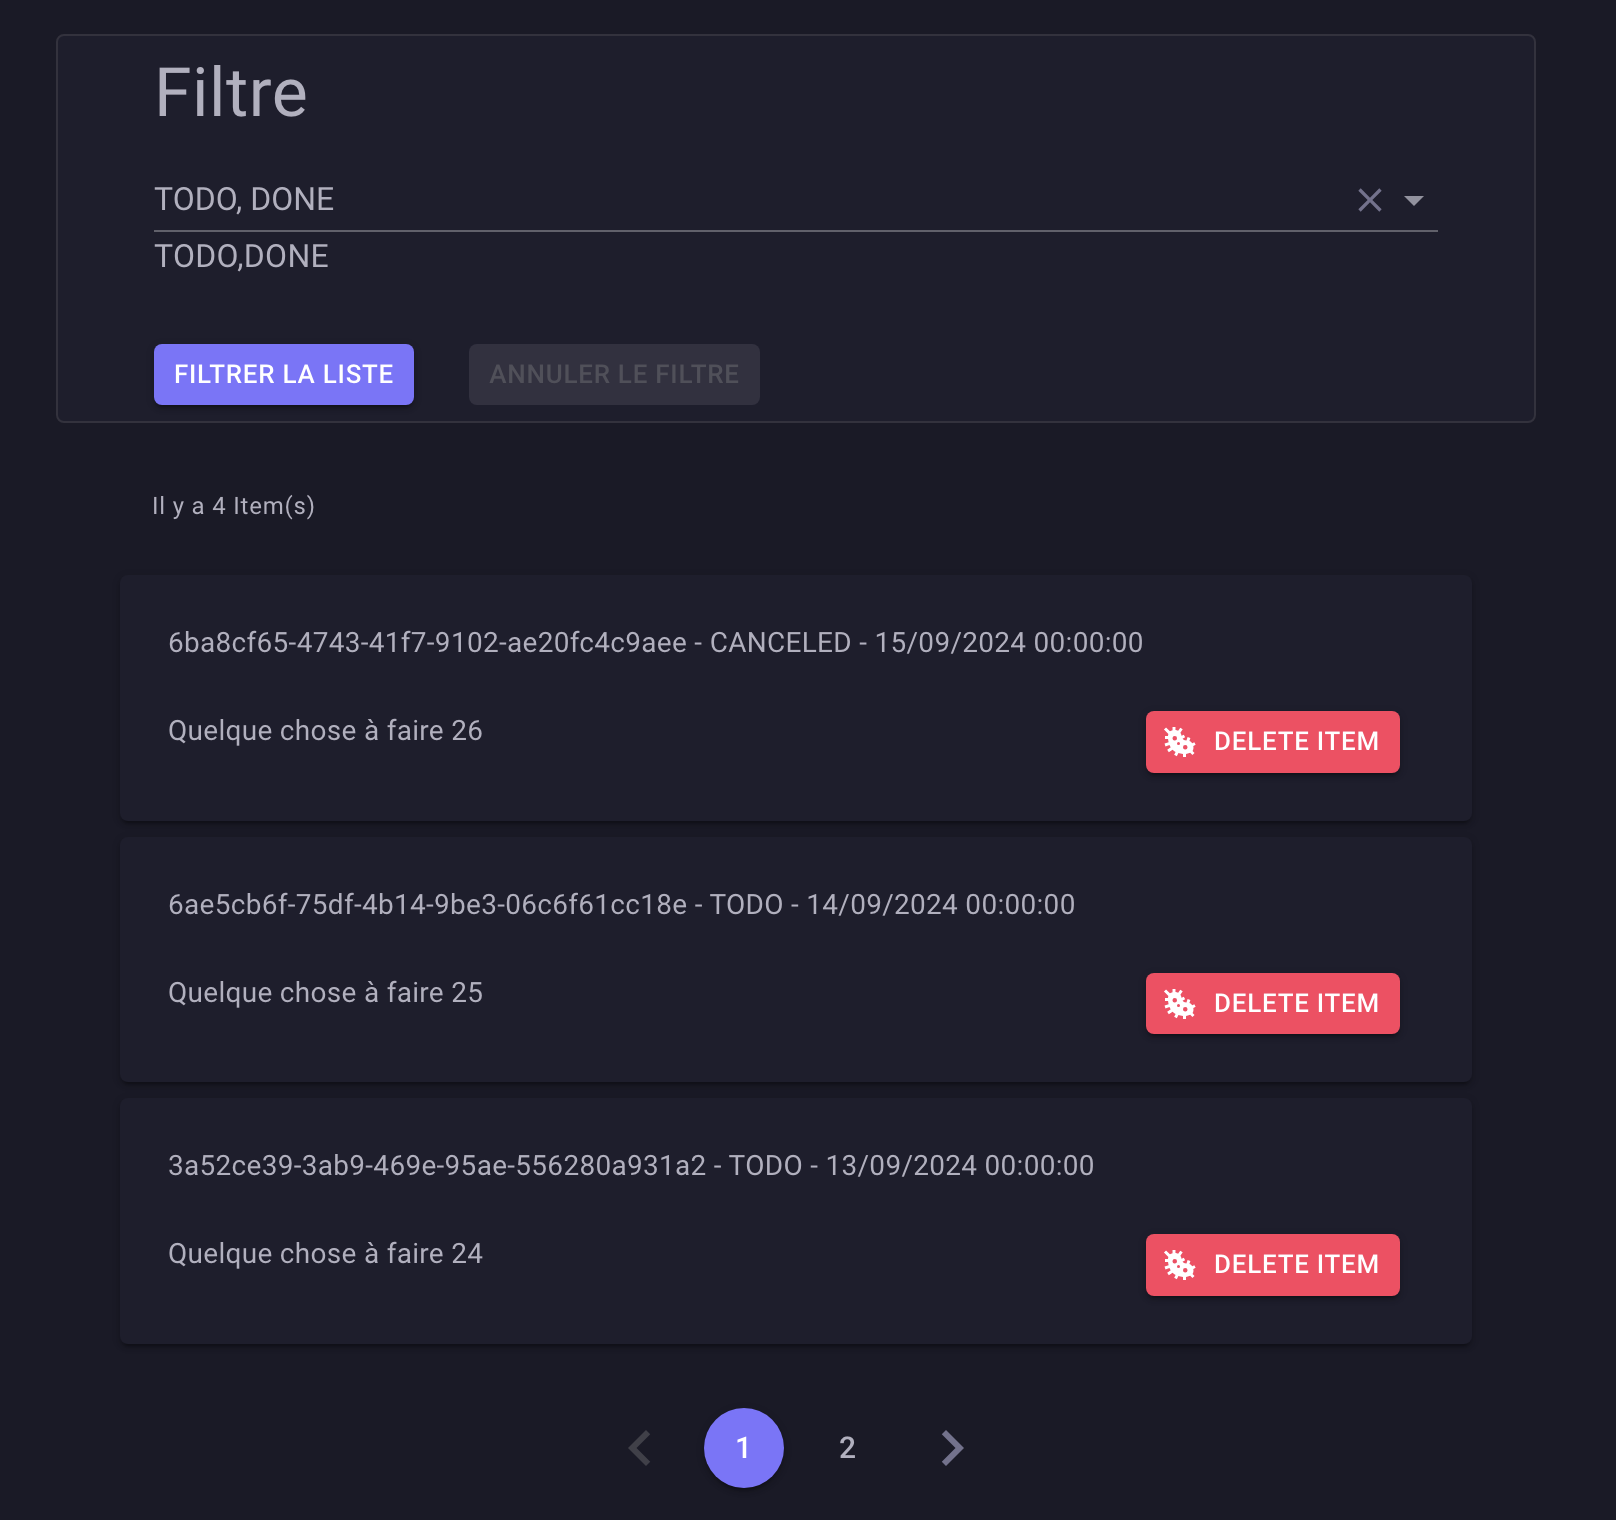 Filtre
TODO, DONE
TODO,DONE
FILTRER LA LISTE
ANNULER LE FILTRE
Il y a 4 Item(s)
6ba8cf65-4743-41f7-9102-ae20fc4c9aee - CANCELED - 15/09/2024 00:00:00
Quelque chose à faire 26
DELETE ITEM
6ae5cb6f-75df-4b14-9be3-06c6f61cc18e - TODO - 14/09/2024 00:00:00
Quelque chose à faire 25
DELETE ITEM
3a52ce39-3ab9-469e-95ae-556280a931a2 - TODO - 13/09/2024 00:00:00
Quelque chose à faire 24
DELETE ITEM
1 2